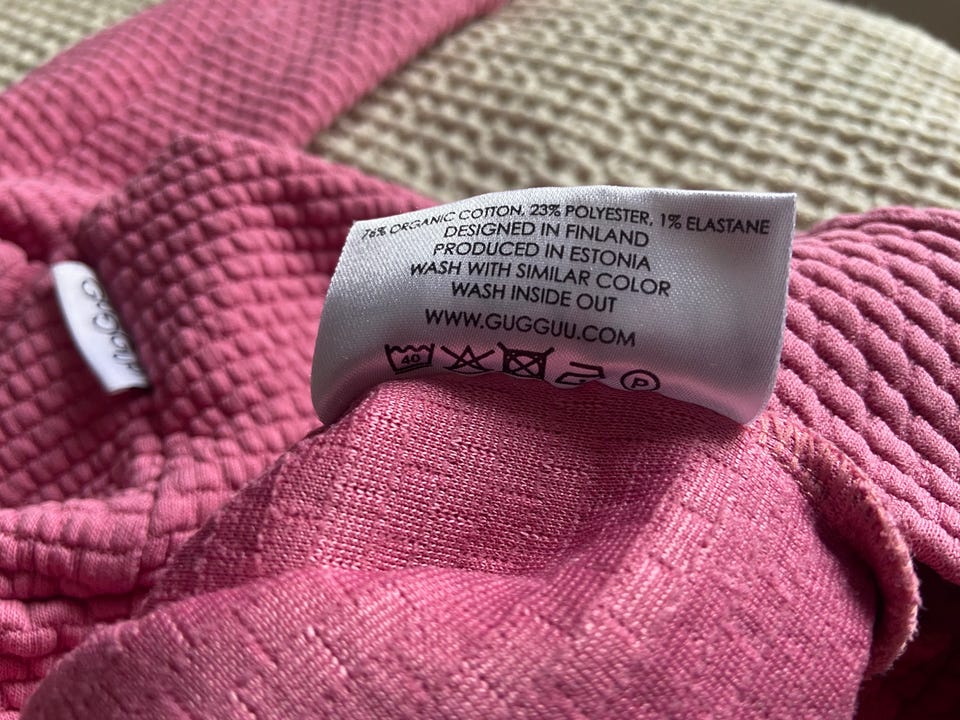 76% ORGANIC COTTON, 23% POLYESTER, 1% ELASTANE
DESIGNED IN FINLAND
PRODUCED IN ESTONIA
WASH WITH SIMILAR COLOR
WASH INSIDE OUT
WWW.GUGGUU.COM
40 P
GUGGUU